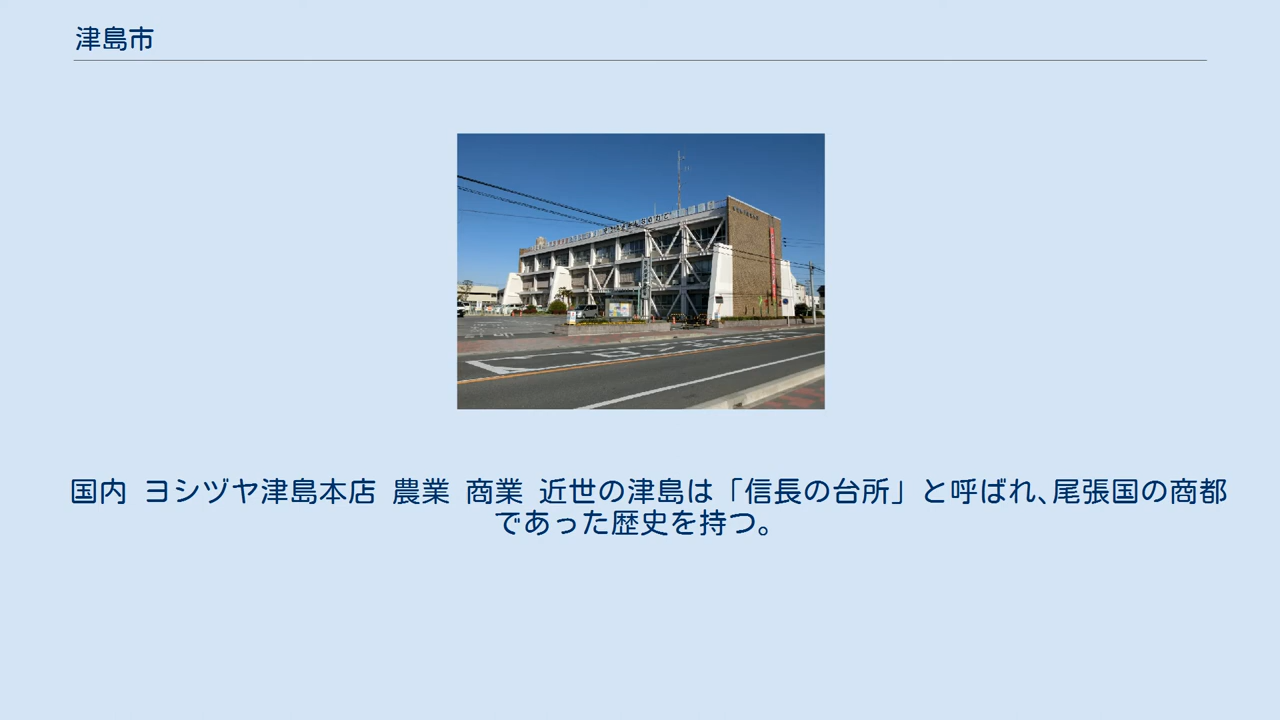 津島市
国内 ヨシヅヤ津島本店 農業 商業 近世の津島は「信長の台所」と呼ばれ、尾張国の商都
であった歴史を持つ。